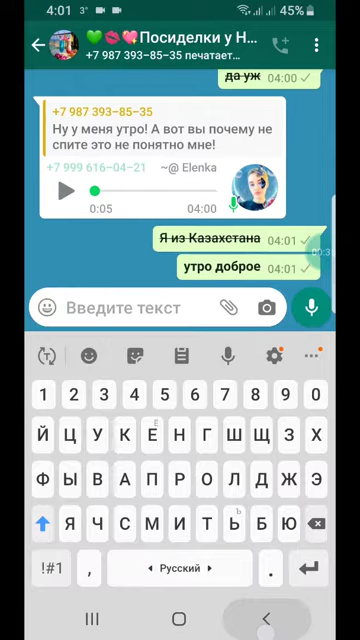 4:01 3° 45%
💚💋💖Посиделки у Н...
+7 987 393–85–35 печатает...
да уж 04:00
+7 987 393–85–35
Ну у меня утро! А вот вы почему не
спите это не понятно мне!
+7 999 616–04–21 ~@ Elenka
0:05 04:00
Я из Казахстана 04:01
утро доброе 04:01
Введите текст
1 2 3 4 5 6 7 8 9 0
Й Ц У К Е Н Г Ш Щ З Х
Ф Ы В А П Р О Л Д Ж Э
Я Ч С М И Т Ь Б Ю
!#1 , Русский .